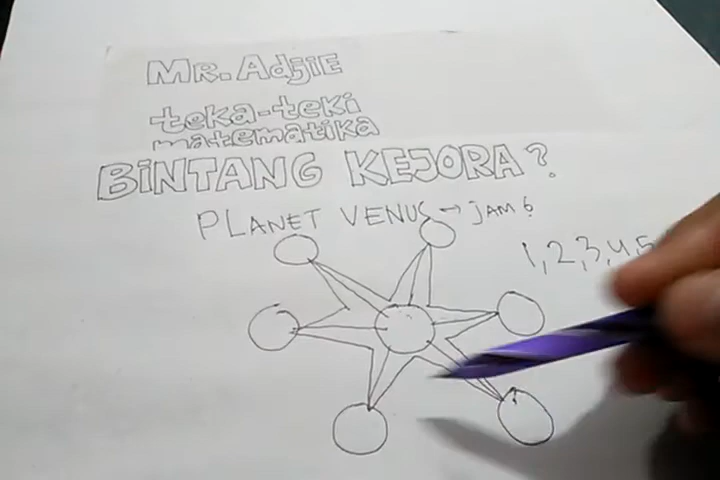 Mr. AdjiE
teka-teki
matematika
BiNTANG KEJORA?
PLANET VENUS → jam 6
1,2,3,4,5